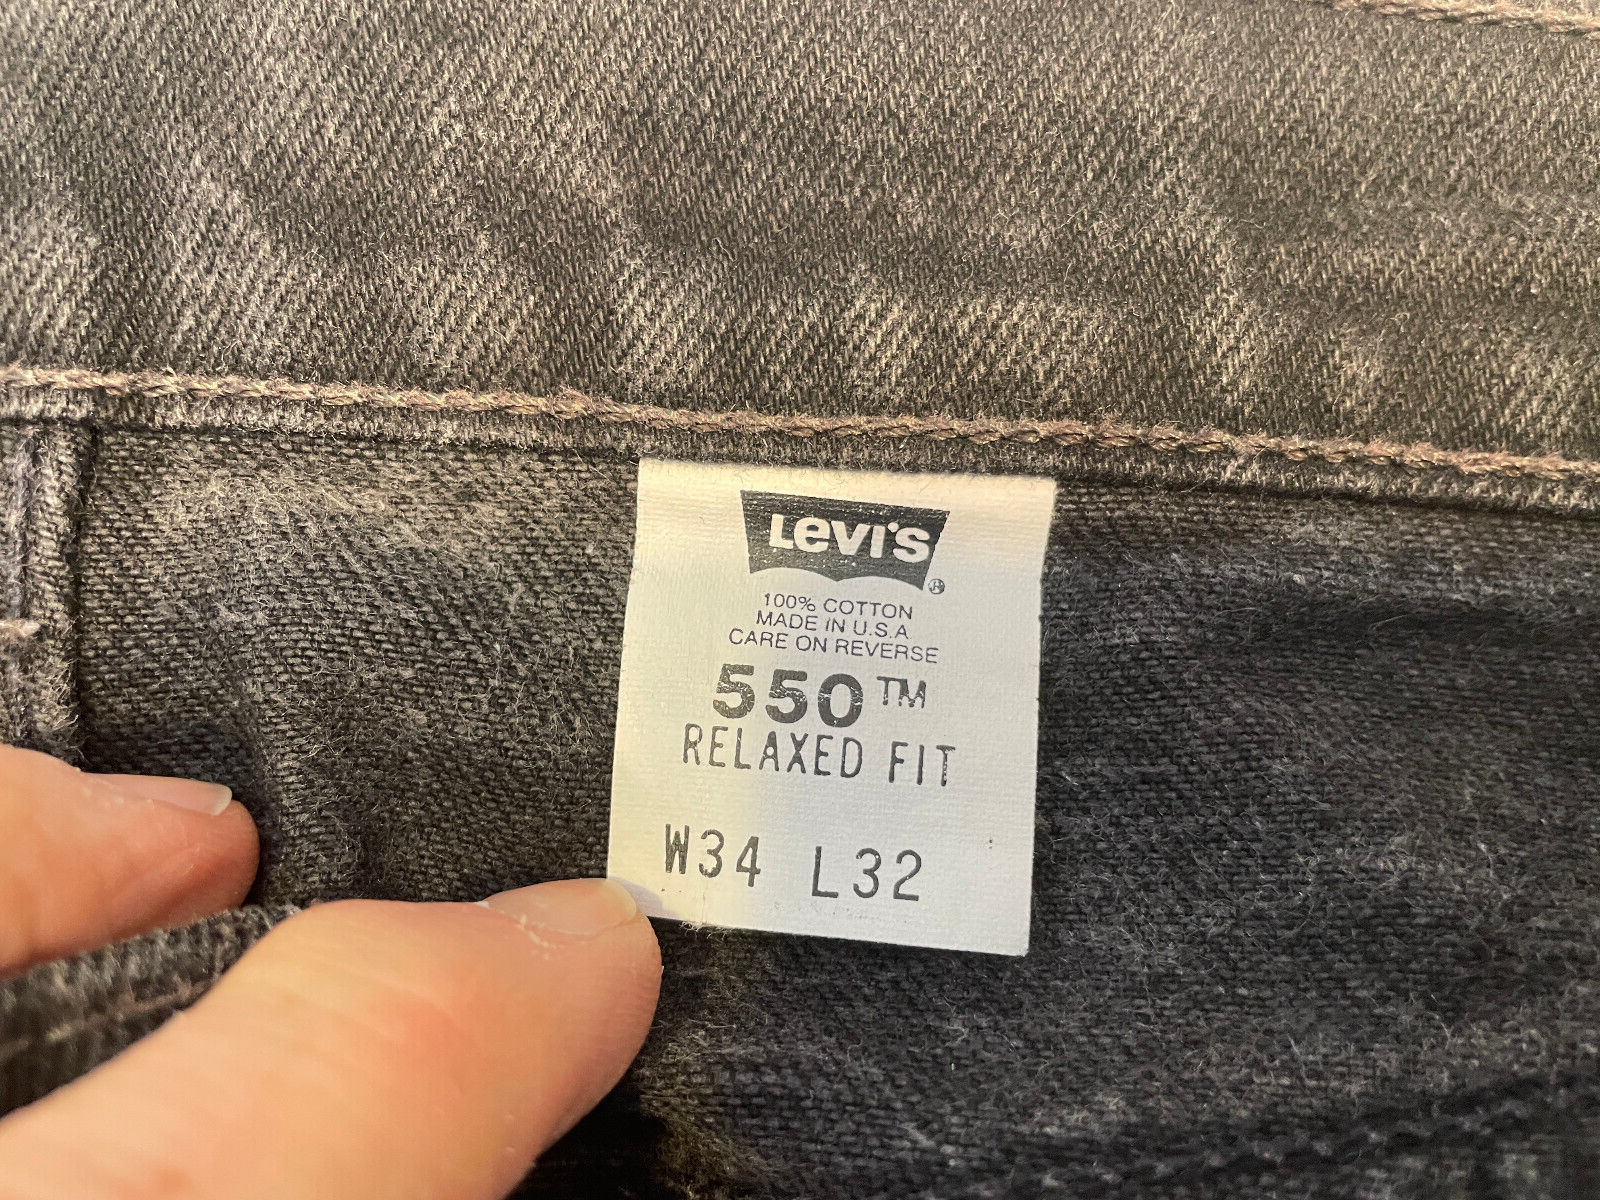 Levi's ®
100% COTTON
MADE IN U.S.A.
CARE ON REVERSE
550™
RELAXED FIT
W34 L32